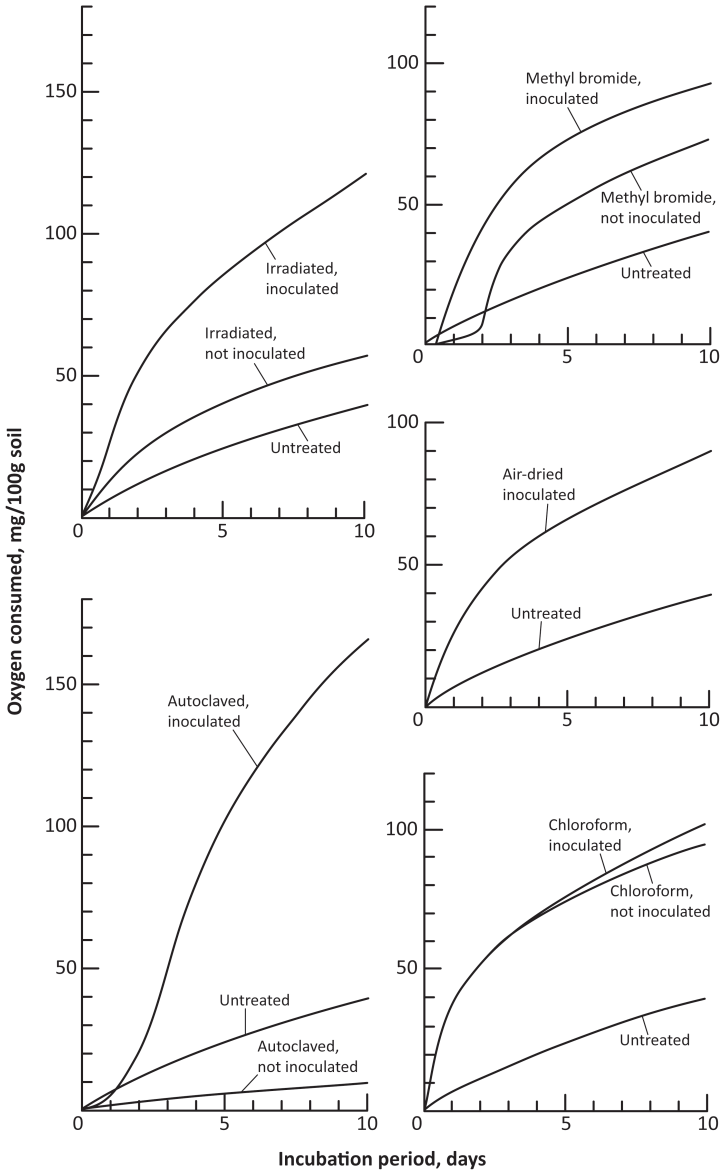 Oxygen consumed, mg/100g soil
150
100
50
0
5
10
Irradiated,
inoculated
Irradiated,
not inoculated
Untreated
100
50
0
5
10
Methyl bromide,
inoculated
Methyl bromide,
not inoculated
Untreated
100
50
0
5
10
Air-dried
inoculated
Untreated
150
100
50
0
5
10
Autoclaved,
inoculated
Untreated
Autoclaved,
not inoculated
100
50
0
5
10
Chloroform,
inoculated
Chloroform,
not inoculated
Untreated
Incubation period, days